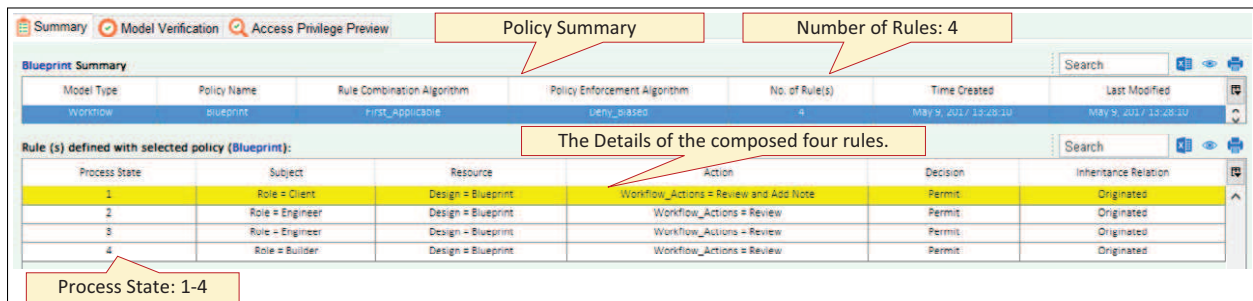 Summary Model Verification Access Privilege Preview
Policy Summary
Number of Rules: 4
Blueprint Summary
Search
Model Type Policy Name Rule Combination Algorithm Policy Enforcement Algorithm No. of Rule(s) Time Created Last Modified
Workflow Blueprint First_Applicable Deny_Biased 4 May 9, 2017 13:28:10 May 9, 2017 13:28:10
The Details of the composed four rules.
Rule (s) defined with selected policy (Blueprint):
Search
Process State Subject Resource Action Decision Inheritance Relation
1 Role = Client Design = Blueprint Workflow_Actions = Review and Add Note Permit Originated
2 Role = Engineer Design = Blueprint Workflow_Actions = Review Permit Originated
3 Role = Engineer Design = Blueprint Workflow_Actions = Review Permit Originated
4 Role = Builder Design = Blueprint Workflow_Actions = Review Permit Originated
Process State: 1-4